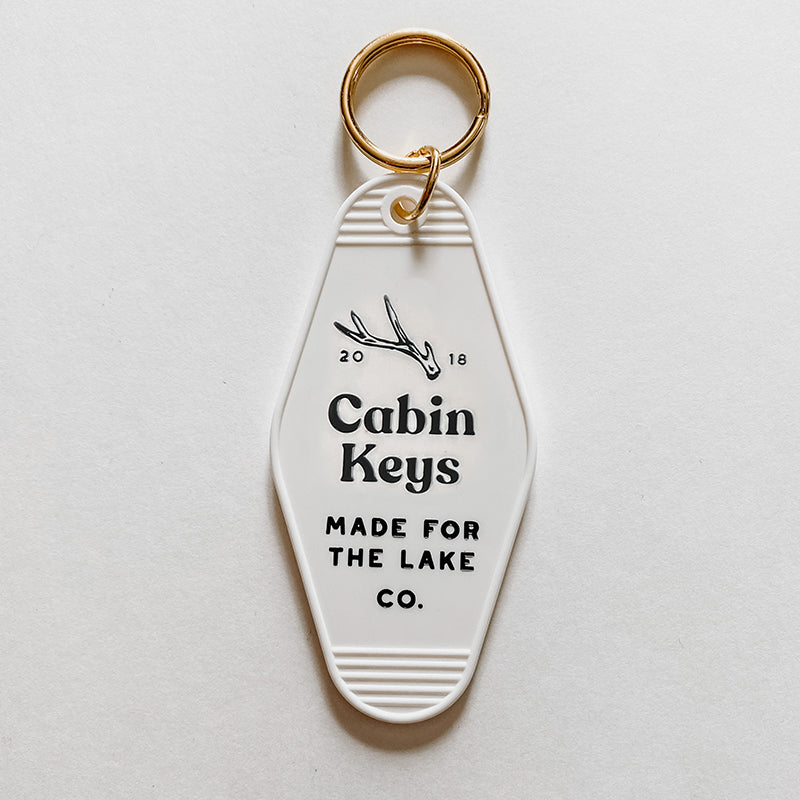 20 18
Cabin
Keys
MADE FOR
THE LAKE
CO.